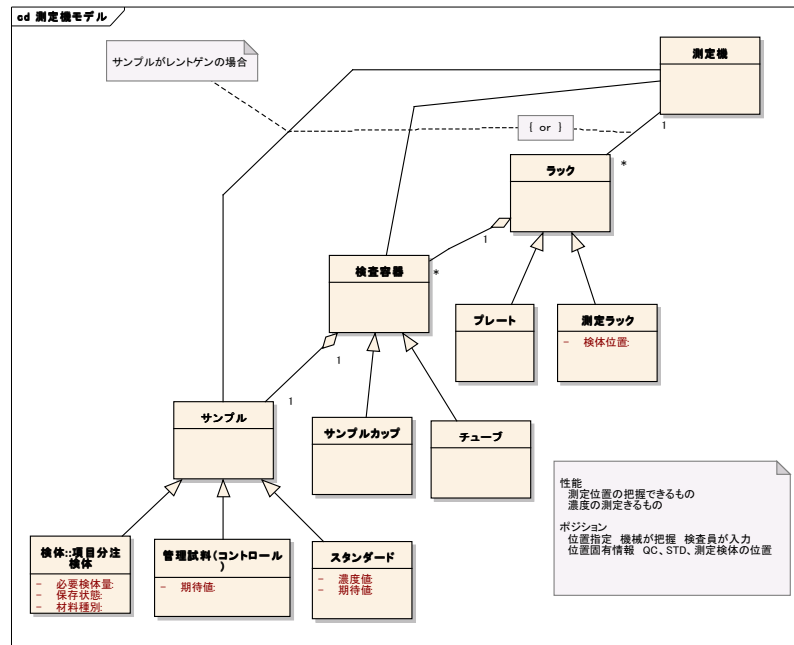 cd 測定機モデル
サンプルがレントゲンの場合
測定機
{ or }
1
*
ラック
1
*
検査容器
プレート
測定ラック
- 検体位置:
1
1
サンプル
サンプルカップ
チューブ
検体::項目分注
検体
- 必要検体量:
- 保存状態:
- 材料種別:
管理試料(コントロール
)
- 期待値:
スタンダード
- 濃度値:
- 期待値:
性能
測定位置の把握できるもの
濃度の測定きるもの
ポジション
位置指定 機械が把握 検査員が入力
位置固有情報 QC、STD、測定検体の位置